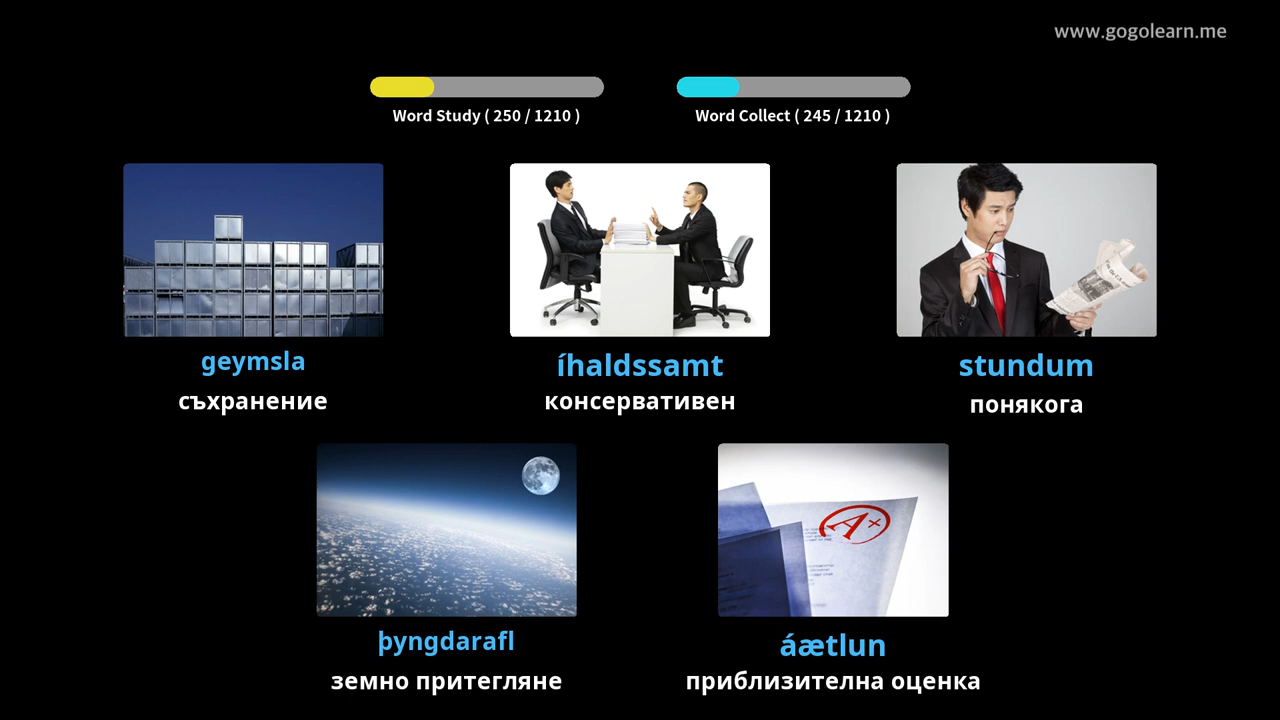 www.gogolearn.me
Word Study ( 250 / 1210 )
Word Collect ( 245 / 1210 )
geymsla
съхранение
íhaldssamt
консервативен
stundum
понякога
þyngdarafl
земно притегляне
áætlun
приблизителна оценка
A+